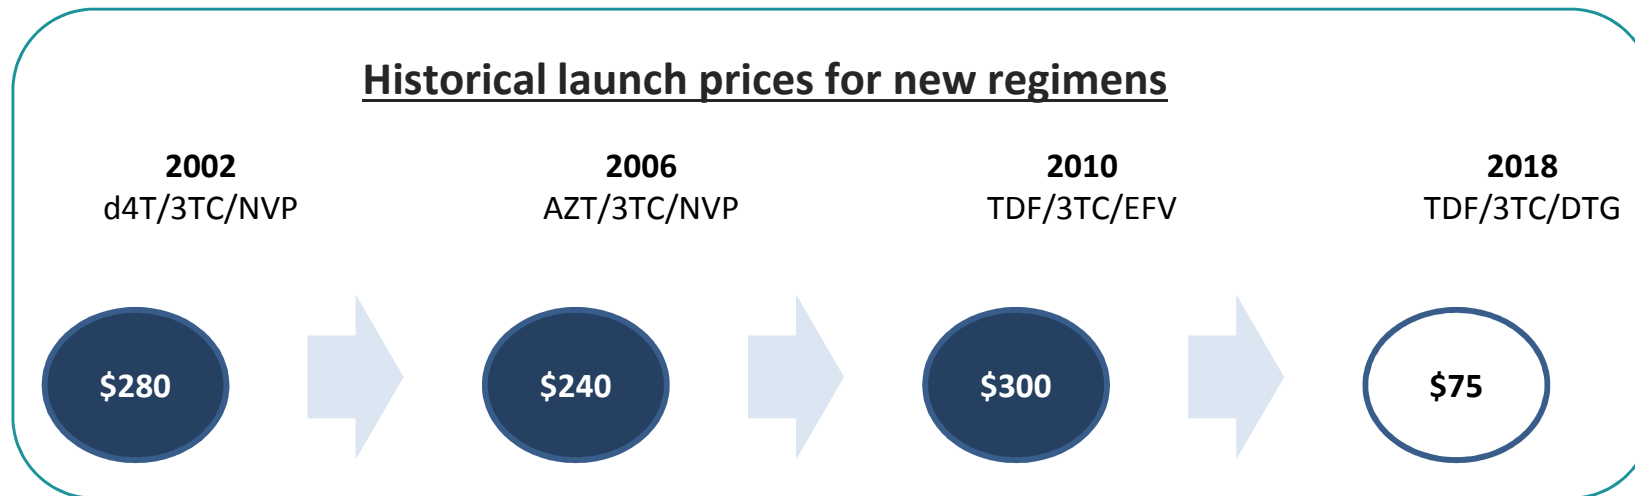 Historical launch prices for new regimens
2002
d4T/3TC/NVP
2006
AZT/3TC/NVP
2010
TDF/3TC/EFV
2018
TDF/3TC/DTG
$280
$240
$300
$75